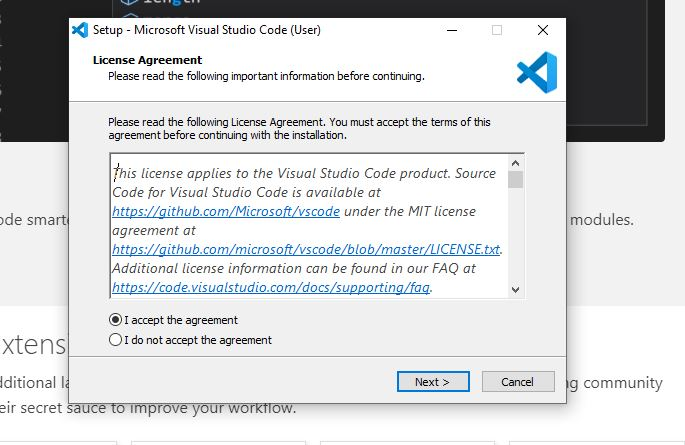 length
Setup - Microsoft Visual Studio Code (User)
License Agreement
Please read the following important information before continuing.
Please read the following License Agreement. You must accept the terms of this
agreement before continuing with the installation.
This license applies to the Visual Studio Code product. Source
Code for Visual Studio Code is available at
https://github.com/Microsoft/vscode under the MIT license
agreement at
https://github.com/microsoft/vscode/blob/master/LICENSE.txt.
Additional license information can be found in our FAQ at
https://code.visualstudio.com/docs/supporting/faq.
ode smarte
modules.
I accept the agreement
I do not accept the agreement
xtensi
Next >
Cancel
dditional la
ng community
eir secret sauce to improve your workflow.